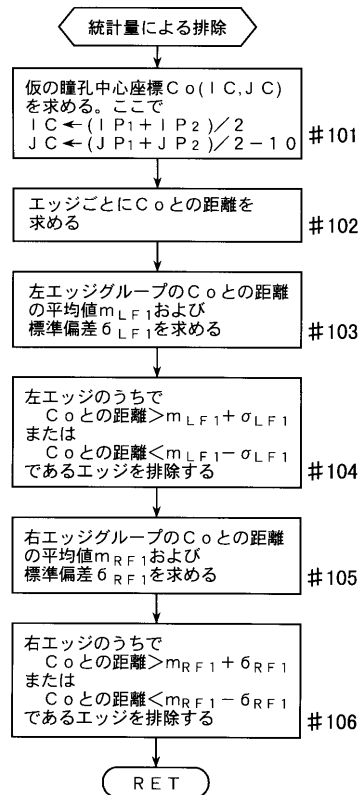 統計量による排除
仮の瞳孔中心座標Co(IC,JC)
を求める。ここで
IC←(IP1+IP2)/2
JC←(JP1+JP2)/2-10
#101
エッジごとにCoとの距離を
求める
#102
左エッジグループのCoとの距離
の平均値mLF1および
標準偏差бLF1を求める
#103
左エッジのうちで
Coとの距離>mLF1+σLF1
または
Coとの距離<mLF1-σLF1
であるエッジを排除する
#104
右エッジグループのCoとの距離
の平均値mRF1および
標準偏差бRF1を求める
#105
右エッジのうちで
Coとの距離>mRF1+бRF1
または
Coとの距離<mRF1-бRF1
であるエッジを排除する
#106
RET